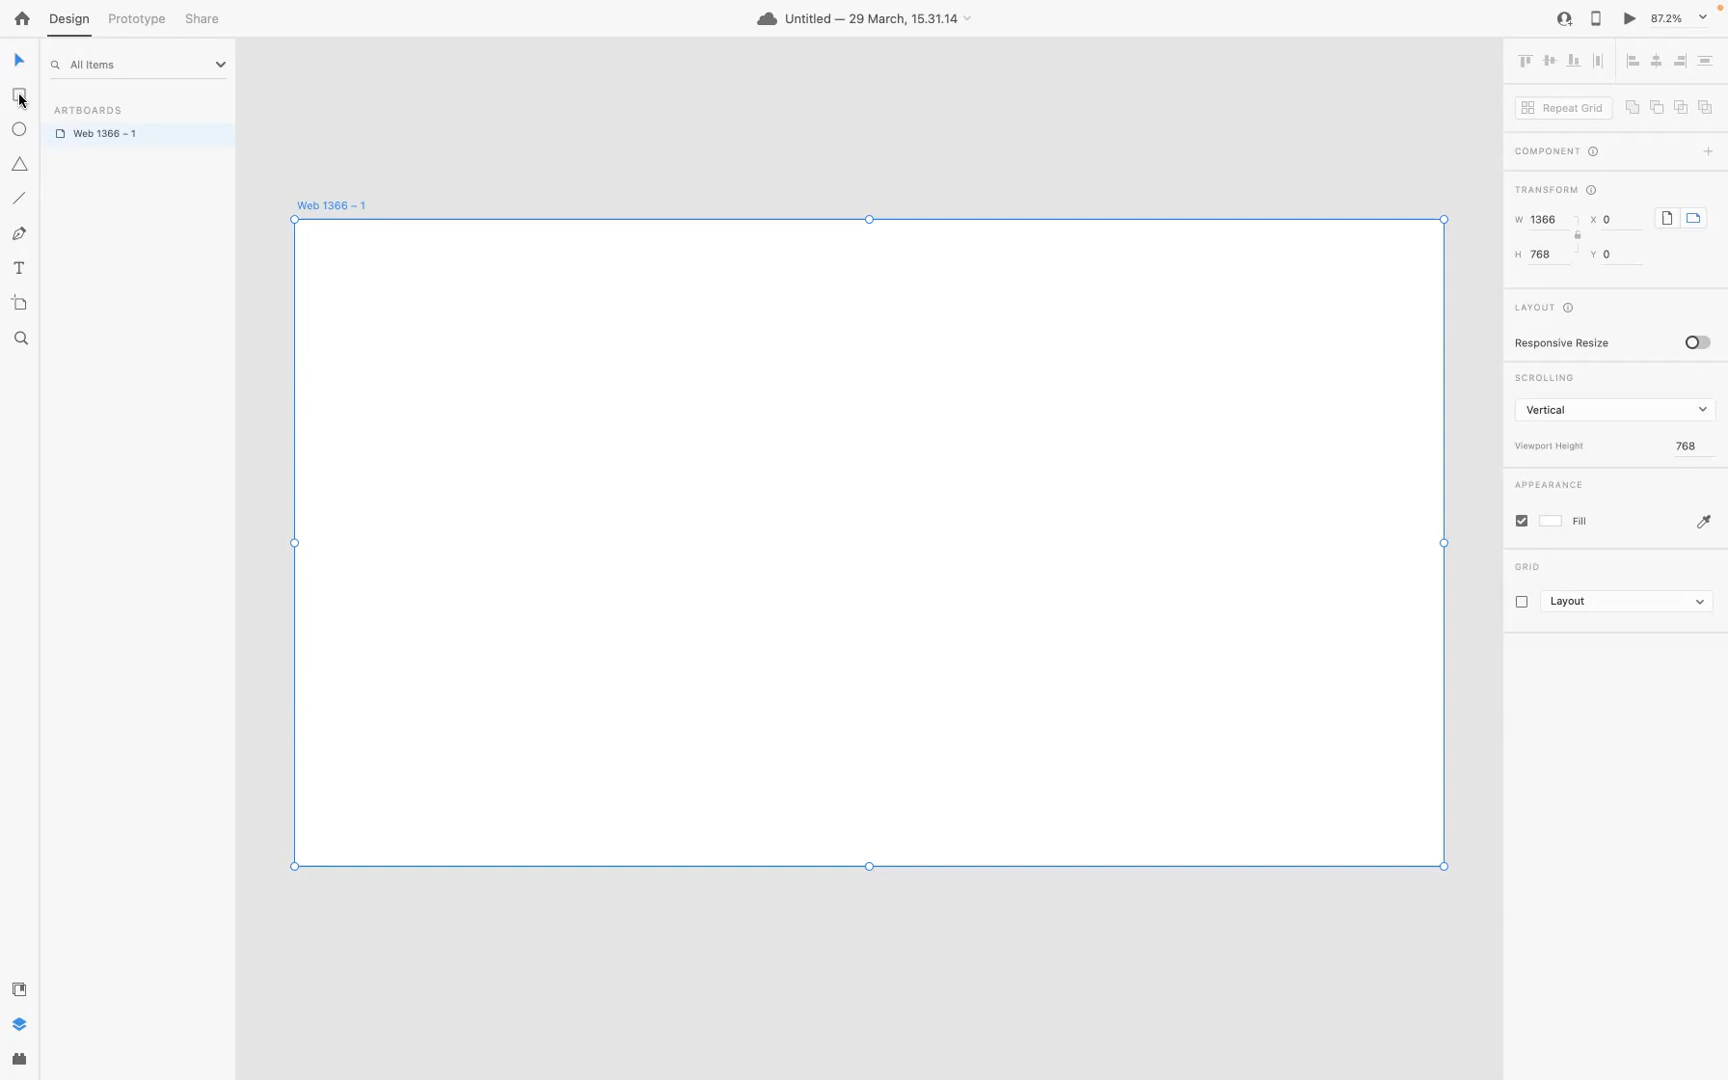 Design Prototype Share
Untitled — 29 March, 15.31.14
87.2%
All Items
ARTBOARDS
Web 1366 – 1
Web 1366 – 1
T
Repeat Grid
COMPONENT
TRANSFORM
W 1366 X 0
H 768 Y 0
LAYOUT
Responsive Resize
SCROLLING
Vertical
Viewport Height 768
APPEARANCE
Fill
GRID
Layout